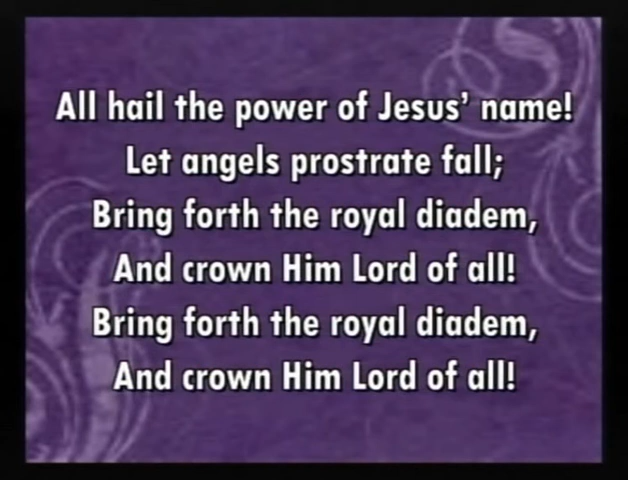 All hail the power of Jesus’ name!
Let angels prostrate fall;
Bring forth the royal diadem,
And crown Him Lord of all!
Bring forth the royal diadem,
And crown Him Lord of all!